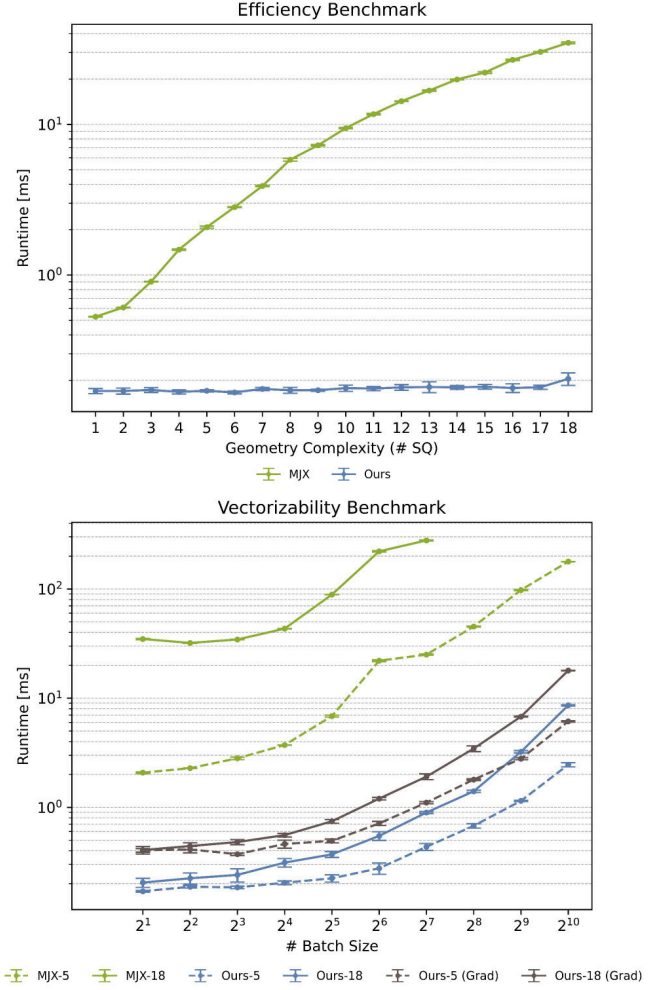 Efficiency Benchmark
Runtime [ms]
10¹
10⁰
1 2 3 4 5 6 7 8 9 10 11 12 13 14 15 16 17 18
Geometry Complexity (# SQ)
MJX Ours
Vectorizability Benchmark
Runtime [ms]
10²
10¹
10⁰
2¹ 2² 2³ 2⁴ 2⁵ 2⁶ 2⁷ 2⁸ 2⁹ 2¹⁰
# Batch Size
MJX-5 MJX-18 Ours-5 Ours-18 Ours-5 (Grad) Ours-18 (Grad)